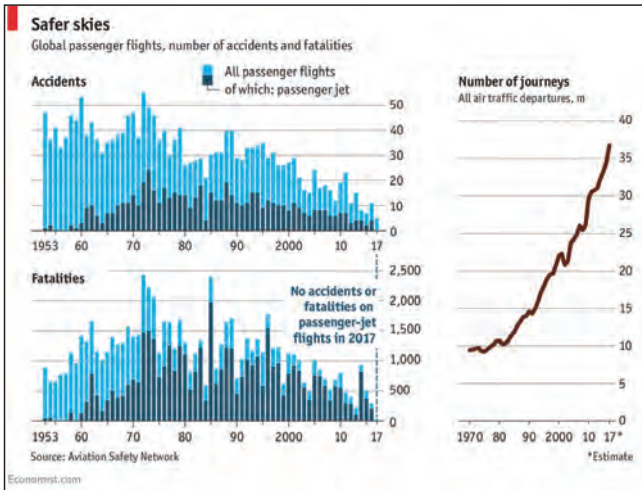 Safer skies
Global passenger flights, number of accidents and fatalities
All passenger flights
of which: passenger jet
Accidents
50
40
30
20
10
0
1953 60 70 80 90 2000 10 17
Fatalities
2,500
2,000
1,500
1,000
500
0
No accidents or
fatalities on
passenger-jet
flights in 2017
1953 60 70 80 90 2000 10 17
Source: Aviation Safety Network
Number of journeys
All air traffic departures, m
40
35
30
25
20
15
10
5
0
1970 80 90 2000 10 17*
*Estimate
Economist.com